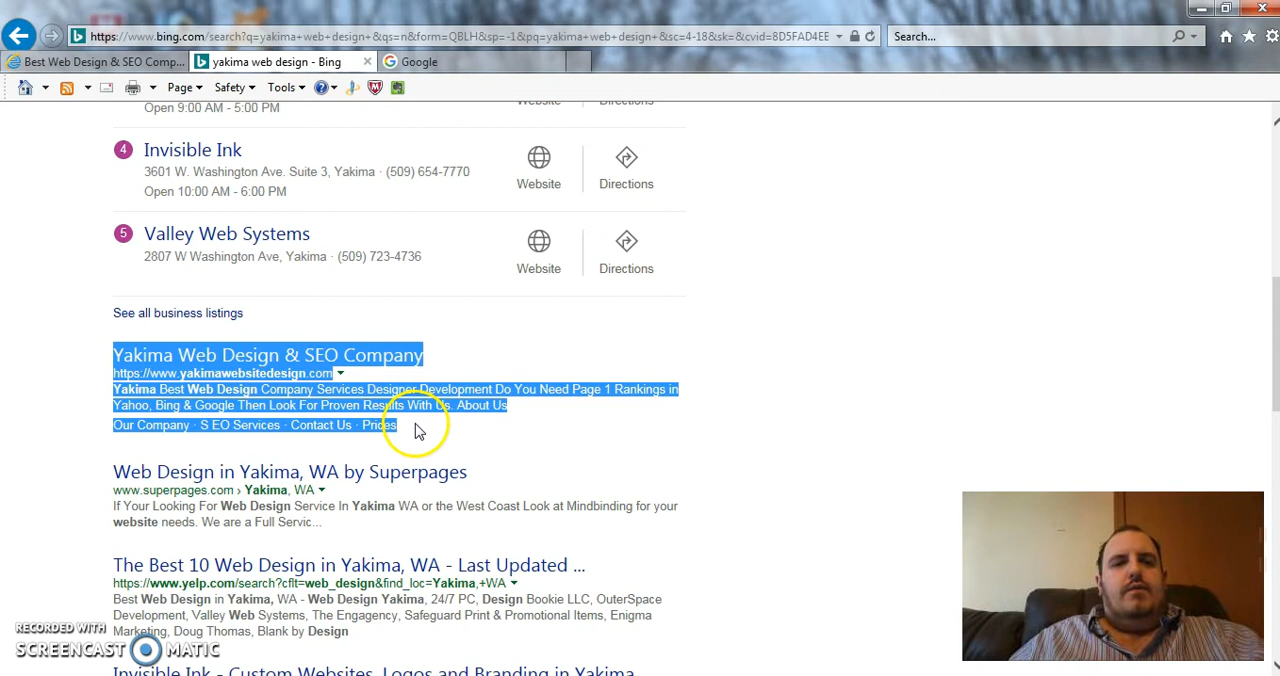 https://www.bing.com/search?q=yakima+web+design+&qs=n&form=QBLH&sp=-1&pq=yakima+web+design+&sc=4-18&sk=&cvid=8D5FAD4EE
Search...
Best Web Design & SEO Comp...
yakima web design - Bing
Google
Page
Safety
Tools
Open 9:00 AM - 5:00 PM
Website
Directions
4
Invisible Ink
3601 W. Washington Ave. Suite 3, Yakima · (509) 654-7770
Open 10:00 AM - 6:00 PM
Website
Directions
5
Valley Web Systems
2807 W Washington Ave, Yakima · (509) 723-4736
Website
Directions
See all business listings
Yakima Web Design & SEO Company
https://www.yakimawebsitedesign.com
Yakima Best Web Design Company Services Designer Development Do You Need Page 1 Rankings in
Yahoo, Bing & Google Then Look For Proven Results With Us. About Us
Our Company · S EO Services · Contact Us · Prices
Web Design in Yakima, WA by Superpages
www.superpages.com › Yakima, WA
If Your Looking For Web Design Service In Yakima WA or the West Coast Look at Mindbinding for your
website needs. We are a Full Servic...
The Best 10 Web Design in Yakima, WA - Last Updated ...
https://www.yelp.com/search?cflt=web_design&find_loc=Yakima,+WA
Best Web Design in Yakima, WA - Web Design Yakima, 24/7 PC, Design Bookie LLC, OuterSpace
Development, Valley Web Systems, The Engagency, Safeguard Print & Promotional Items, Enigma
Marketing, Doug Thomas, Blank by Design
Invisible Ink - Custom Websites, Logos and Branding in Yakima
RECORDED WITH
SCREENCAST MATIC